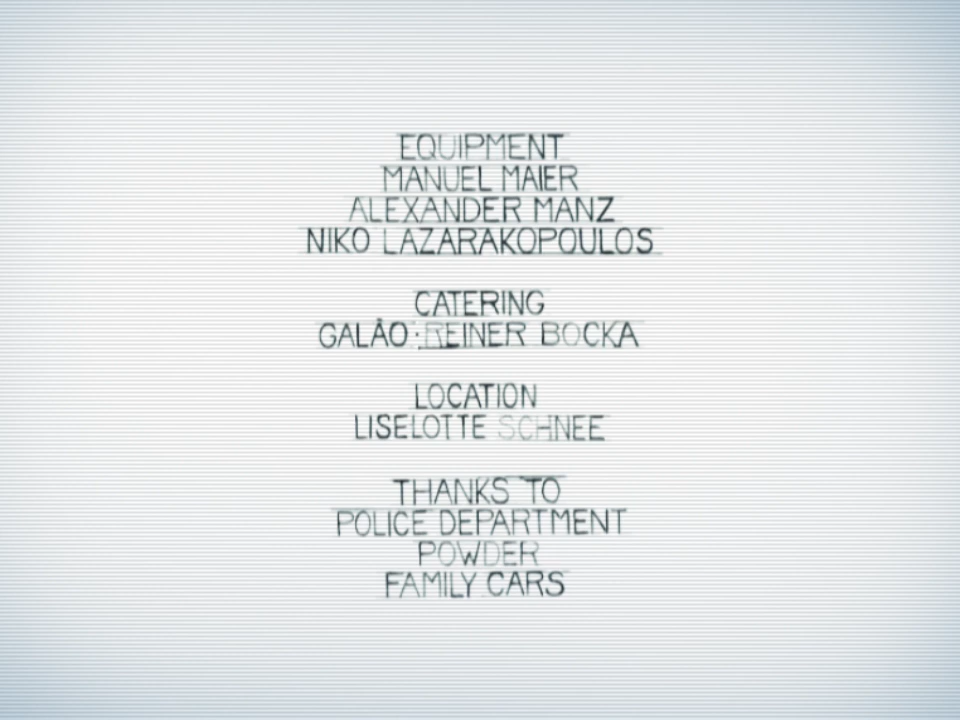 EQUIPMENT
MANUEL MAIER
ALEXANDER MANZ
NIKO LAZARAKOPOULOS
CATERING
GALÃO · REINER BOCKA
LOCATION
LISELOTTE SCHNEE
THANKS TO
POLICE DEPARTMENT
POWDER
FAMILY CARS